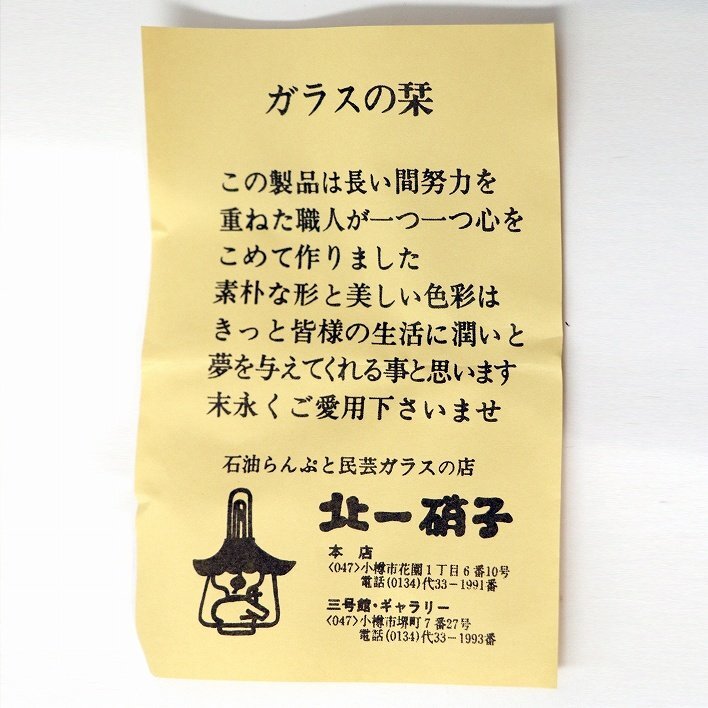 ガラスの栞
この製品は長い間努力を
重ねた職人が一つ一つ心を
こめて作りました
素朴な形と美しい色彩は
きっと皆様の生活に潤いと
夢を与えてくれる事と思います
末永くご愛用下さいませ
石油らんぷと民芸ガラスの店
北一硝子
本店
〈047〉小樽市花園1丁目6番10号
電話(0134)代33-1991番
三号館・ギャラリー
〈047〉小樽市堺町7番27号
電話(0134)代33-1993番